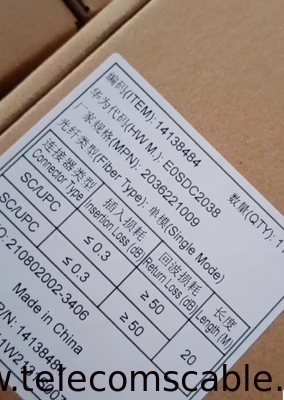 编码(ITEM): 14138484
华为代码(HW M.): E0SDC2038
厂家规格(MPN): 2036221009 数量(QTY): 1
光纤类型(Fiber Type): 单模(Single Mode)
连接器类型 插入损耗 回波损耗 长度
Connector Type Insertion Loss (dB) Return Loss (dB) Length (M)
SC/UPC ≤ 0.3 ≥ 50 20
SC/UPC ≤ 0.3 ≥ 50
NO:210802002-3406
Made in China
P/N: 14138484
www.telecomscable.